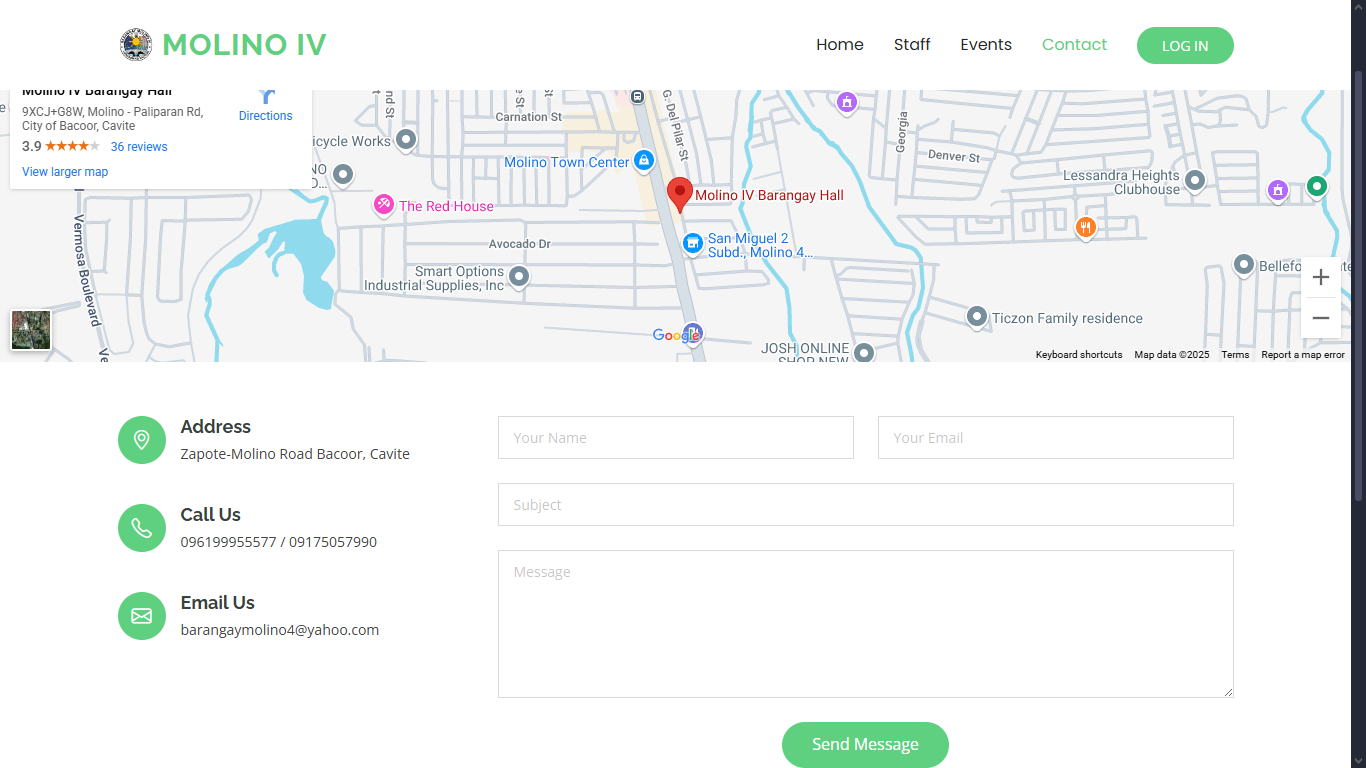 MOLINO IV
Home
Staff
Events
Contact
LOG IN
Molino IV Barangay Hall
9XCJ+G8W, Molino - Paliparan Rd,
City of Bacoor, Cavite
Directions
3.9
36 reviews
View larger map
Carnation St
G. Del Pilar St
Georgia
icycle Works
Molino Town Center
Denver St
Lessandra Heights
Clubhouse
The Red House
Molino IV Barangay Hall
Vermosa Boulevard
Avocado Dr
San Miguel 2
Subd., Molino 4...
Smart Options
Industrial Supplies, Inc
Ticzon Family residence
Google
JOSH ONLINE
SHOP NEW
Keyboard shortcuts
Map data ©2025
Terms
Report a map error
Address
Zapote-Molino Road Bacoor, Cavite
Call Us
096199955577 / 09175057990
Email Us
barangaymolino4@yahoo.com
Your Name
Your Email
Subject
Message
Send Message